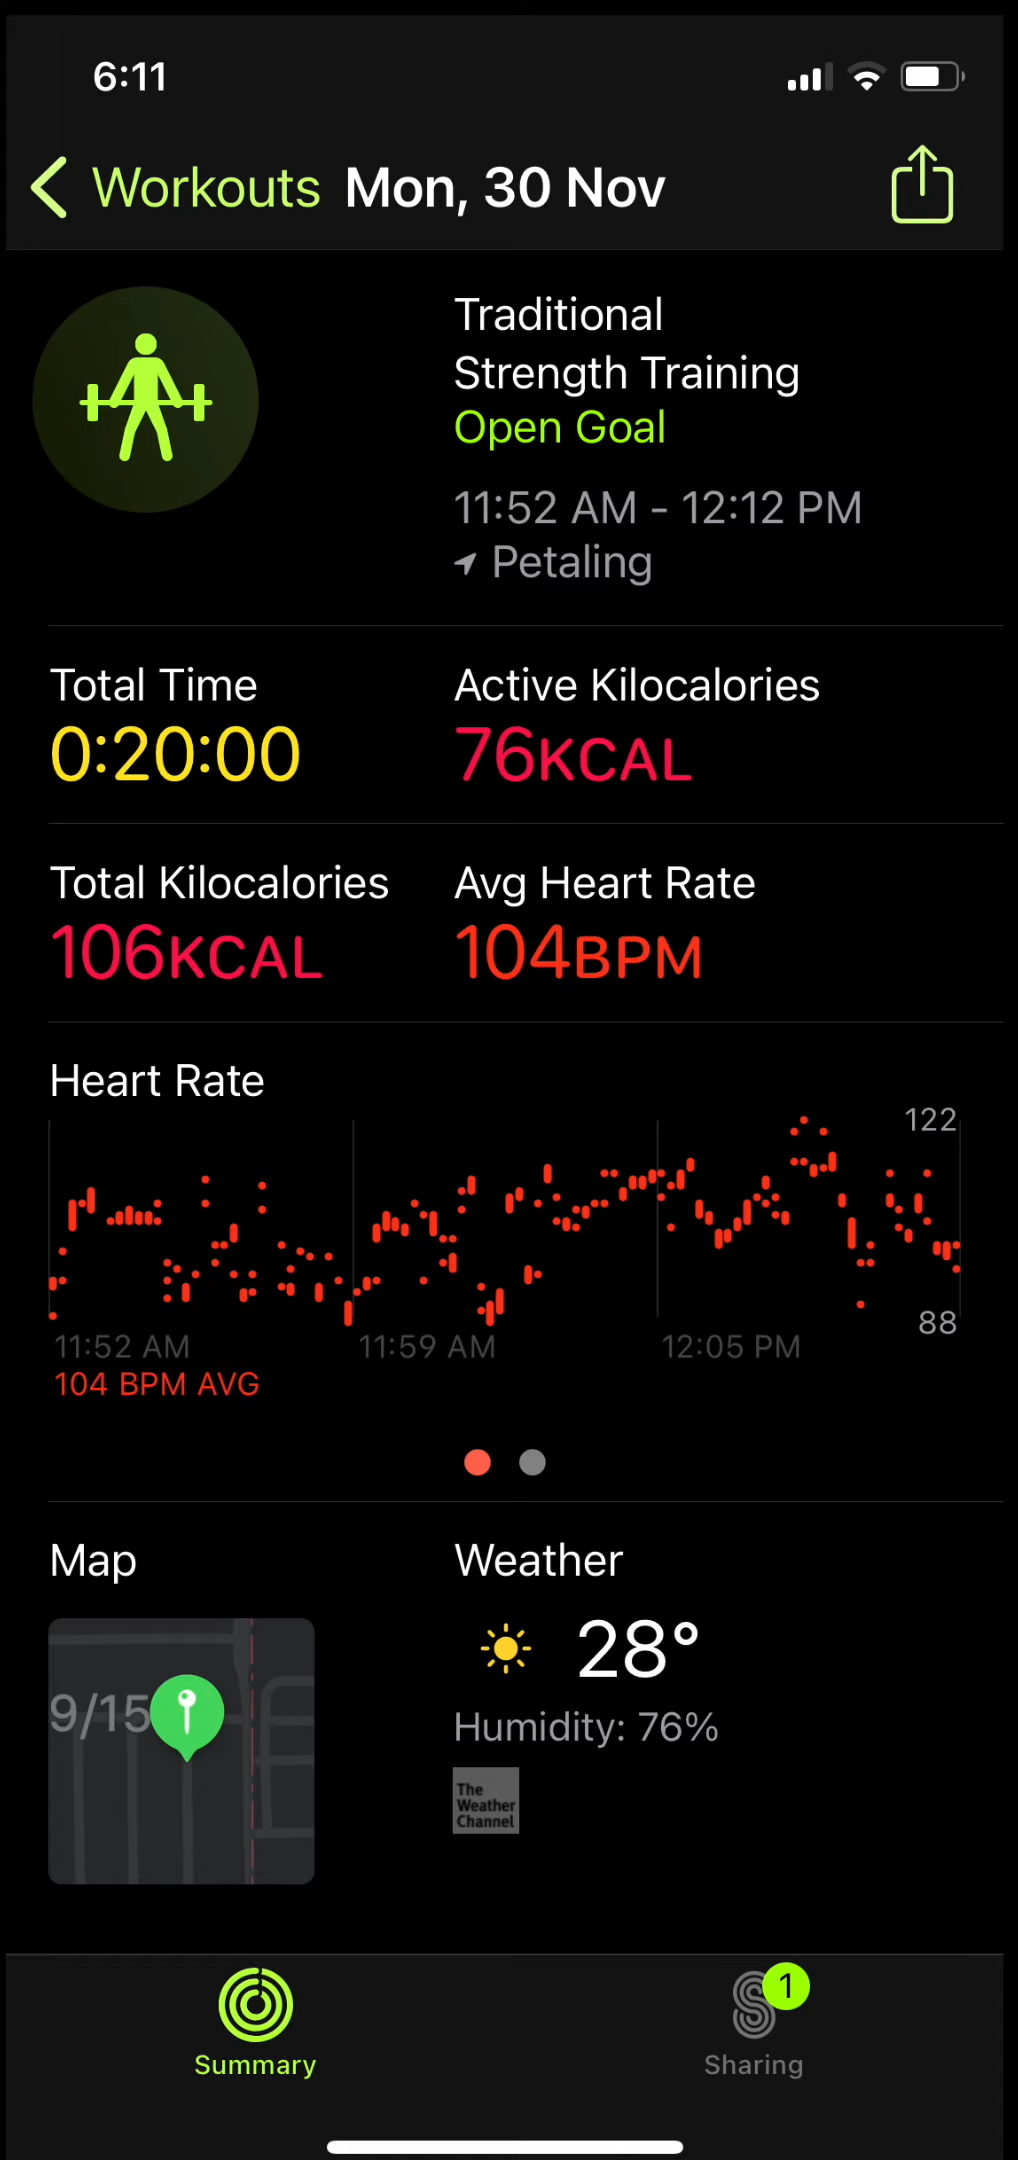 6:11
Workouts Mon, 30 Nov
Traditional
Strength Training
Open Goal
11:52 AM - 12:12 PM
Petaling
Total Time
0:20:00
Active Kilocalories
76KCAL
Total Kilocalories
106KCAL
Avg Heart Rate
104BPM
Heart Rate
122
88
11:52 AM
11:59 AM
12:05 PM
104 BPM AVG
Map
9/15
Weather
28°
Humidity: 76%
The
Weather
Channel
Summary
1
Sharing